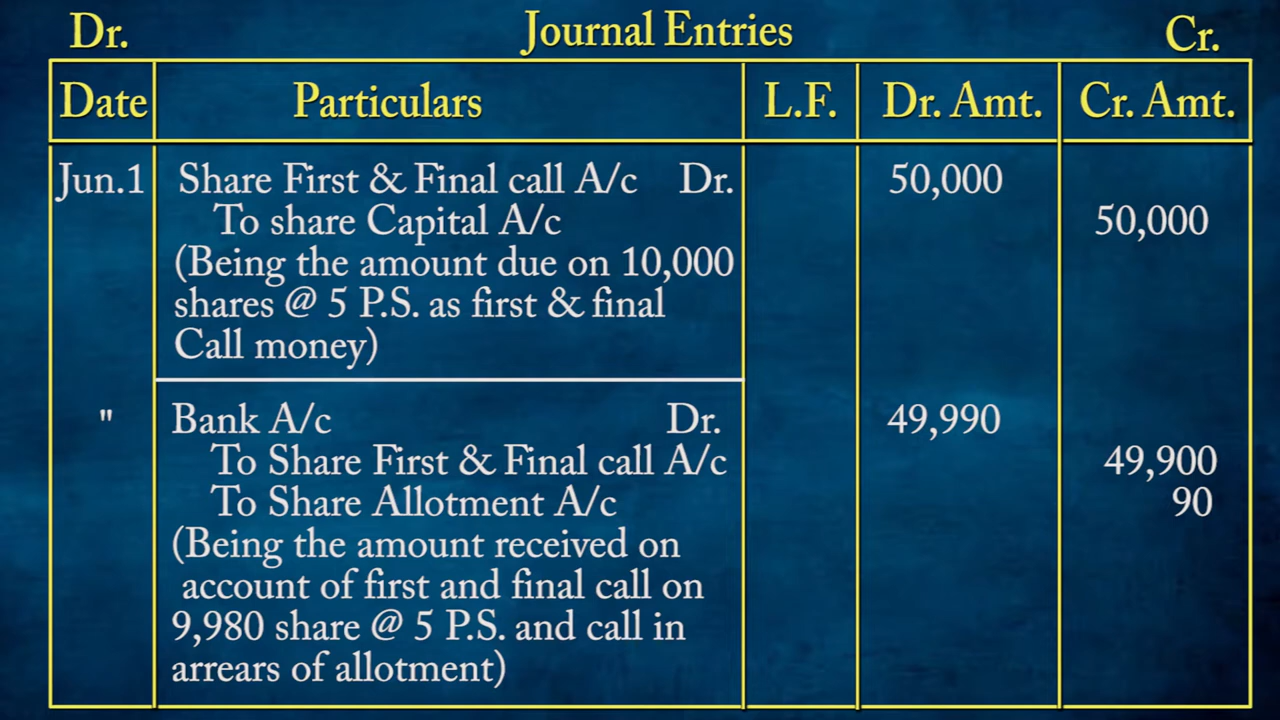 Dr. Journal Entries Cr.
Date Particulars L.F. Dr. Amt. Cr. Amt.
Jun.1 Share First & Final call A/c Dr. 50,000
To share Capital A/c 50,000
(Being the amount due on 10,000
shares @ 5 P.S. as first & final
Call money)
" Bank A/c Dr. 49,990
To Share First & Final call A/c 49,900
To Share Allotment A/c 90
(Being the amount received on
account of first and final call on
9,980 share @ 5 P.S. and call in
arrears of allotment)